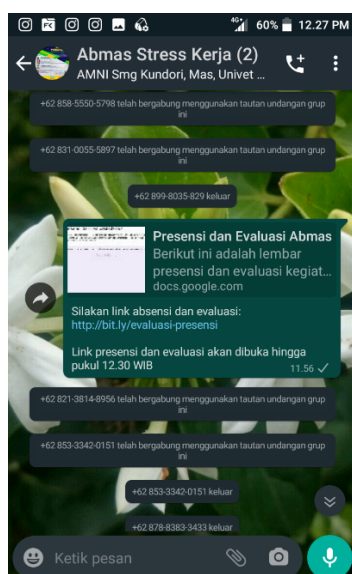 60% 12.27 PM
Abmas Stress Kerja (2)
AMNI Smg Kundori, Mas, Univet ...
+62 858-5550-5798 telah bergabung menggunakan tautan undangan grup
ini
+62 831-0055-5897 telah bergabung menggunakan tautan undangan grup
ini
+62 899-8035-829 keluar
Presensi dan Evaluasi Abmas
Berikut ini adalah lembar
presensi dan evaluasi kegiat...
docs.google.com
Silakan link absensi dan evaluasi:
http://bit.ly/evaluasi-presensi
Link presensi dan evaluasi akan dibuka hingga
pukul 12.30 WIB
11.56
+62 821-3814-8956 telah bergabung menggunakan tautan undangan grup
ini
+62 853-3342-0151 telah bergabung menggunakan tautan undangan grup
ini
+62 853-3342-0151 keluar
+62 878-8383-3433 keluar
Ketik pesan